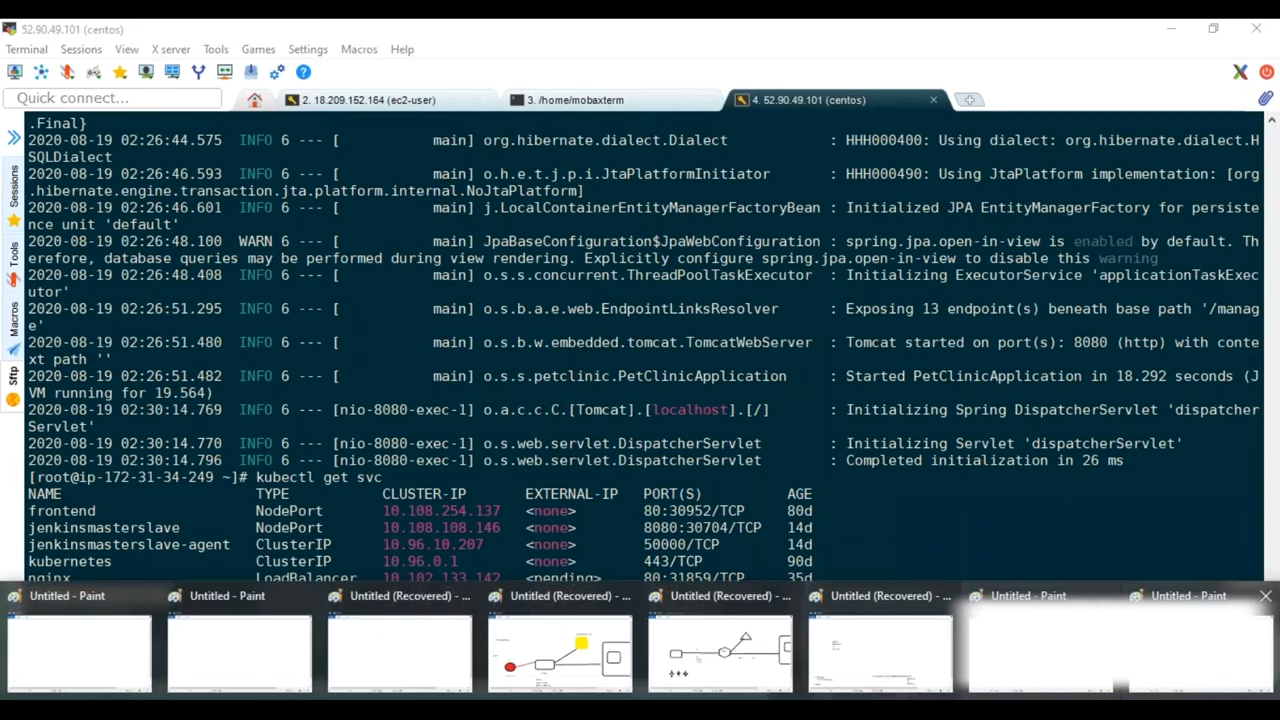 52.90.49.101 (centos)
Terminal Sessions View X server Tools Games Settings Macros Help
Quick connect...
2. 18.209.152.164 (ec2-user)
3. /home/mobaxterm
4. 52.90.49.101 (centos)
Sessions
Tools
Macros
Sftp
.Final}
2020-08-19 02:26:44.575 INFO 6 --- [ main] org.hibernate.dialect.Dialect : HHH000400: Using dialect: org.hibernate.dialect.H
SQLDialect
2020-08-19 02:26:46.593 INFO 6 --- [ main] o.h.e.t.j.p.i.JtaPlatformInitiator : HHH000490: Using JtaPlatform implementation: [org
.hibernate.engine.transaction.jta.platform.internal.NoJtaPlatform]
2020-08-19 02:26:46.601 INFO 6 --- [ main] j.LocalContainerEntityManagerFactoryBean : Initialized JPA EntityManagerFactory for persiste
nce unit 'default'
2020-08-19 02:26:48.100 WARN 6 --- [ main] JpaBaseConfiguration$JpaWebConfiguration : spring.jpa.open-in-view is enabled by default. Th
erefore, database queries may be performed during view rendering. Explicitly configure spring.jpa.open-in-view to disable this warning
2020-08-19 02:26:48.408 INFO 6 --- [ main] o.s.s.concurrent.ThreadPoolTaskExecutor : Initializing ExecutorService 'applicationTaskExec
utor'
2020-08-19 02:26:51.295 INFO 6 --- [ main] o.s.b.a.e.web.EndpointLinksResolver : Exposing 13 endpoint(s) beneath base path '/manag
e'
2020-08-19 02:26:51.480 INFO 6 --- [ main] o.s.b.w.embedded.tomcat.TomcatWebServer : Tomcat started on port(s): 8080 (http) with conte
xt path ''
2020-08-19 02:26:51.482 INFO 6 --- [ main] o.s.s.petclinic.PetClinicApplication : Started PetClinicApplication in 18.292 seconds (J
VM running for 19.564)
2020-08-19 02:30:14.769 INFO 6 --- [nio-8080-exec-1] o.a.c.c.C.[Tomcat].[localhost].[/] : Initializing Spring DispatcherServlet 'dispatcher
Servlet'
2020-08-19 02:30:14.770 INFO 6 --- [nio-8080-exec-1] o.s.web.servlet.DispatcherServlet : Initializing Servlet 'dispatcherServlet'
2020-08-19 02:30:14.796 INFO 6 --- [nio-8080-exec-1] o.s.web.servlet.DispatcherServlet : Completed initialization in 26 ms
[root@ip-172-31-34-249 ~]# kubectl get svc
NAME TYPE CLUSTER-IP EXTERNAL-IP PORT(S) AGE
frontend NodePort 10.108.254.137 <none> 80:30952/TCP 80d
jenkinsmasterslave NodePort 10.108.108.146 <none> 8080:30704/TCP 14d
jenkinsmasterslave-agent ClusterIP 10.96.10.207 <none> 50000/TCP 14d
kubernetes ClusterIP 10.96.0.1 <none> 443/TCP 90d
nginx LoadBalancer 10.102.133.142 <pending> 80:31859/TCP 35d
Untitled - Paint
Untitled - Paint
Untitled (Recovered) - ...
Untitled (Recovered) - ...
Untitled (Recovered) - ...
Untitled (Recovered) - ...
Untitled - Paint
Untitled - Paint